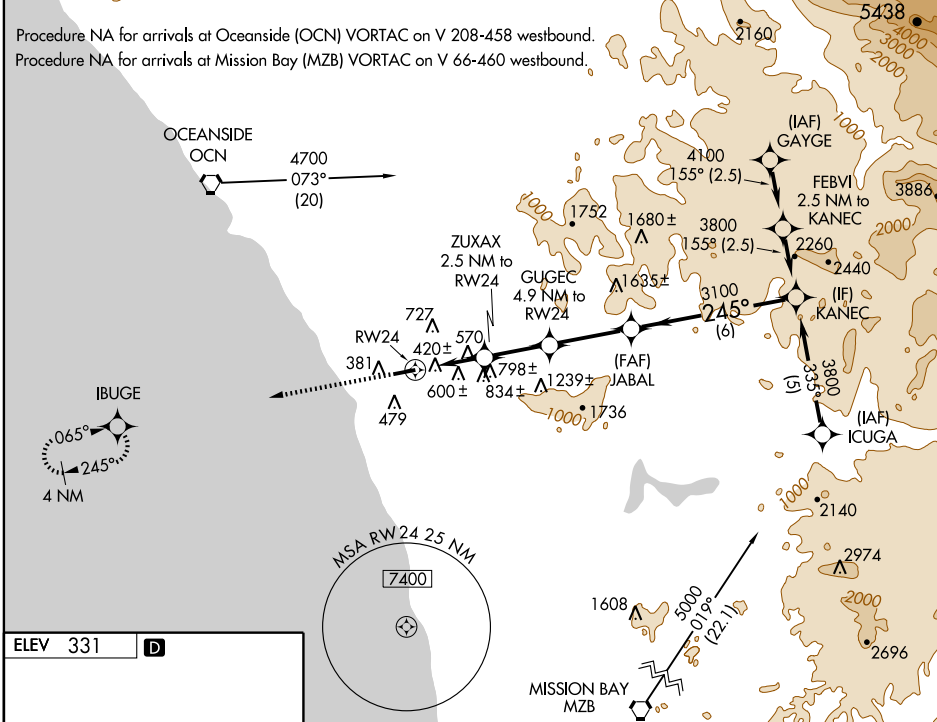 Procedure NA for arrivals at Oceanside (OCN) VORTAC on V 208-458 westbound.
Procedure NA for arrivals at Mission Bay (MZB) VORTAC on V 66-460 westbound.
5438
4000
3000
2000
2160
1000
OCEANSIDE
OCN
4700
073°
(20)
(IAF)
GAYGE
4100
155° (2.5)
FEBVI
2.5 NM to
KANEC
3886
2000
1000
1752
1680±
3800
155° (2.5)
2260
2440
ZUXAX
2.5 NM to
RW24
GUGEC
4.9 NM to
RW24
1635±
3100
245°
(6)
(IF)
KANEC
727
RW24
570
420±
381
798±
600±
834±
1239±
(FAF)
JABAL
479
1000
1736
3800
335°
(5)
(IAF)
ICUGA
IBUGE
065°
245°
4 NM
1000
2140
MSA RW 24 25 NM
7400
2974
2000
1608
5000
019°
(22.1)
2696
ELEV 331
D
MISSION BAY
MZB